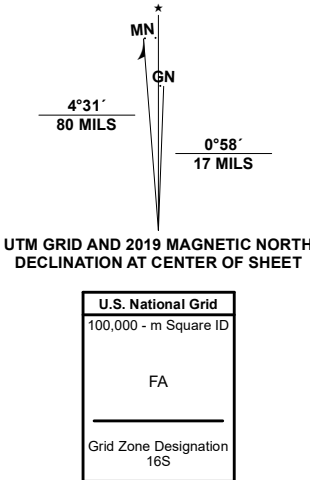 MN
GN
4°31´
80 MILS
0°58´
17 MILS
UTM GRID AND 2019 MAGNETIC NORTH
DECLINATION AT CENTER OF SHEET
U.S. National Grid
100,000 - m Square ID
FA
Grid Zone Designation
16S